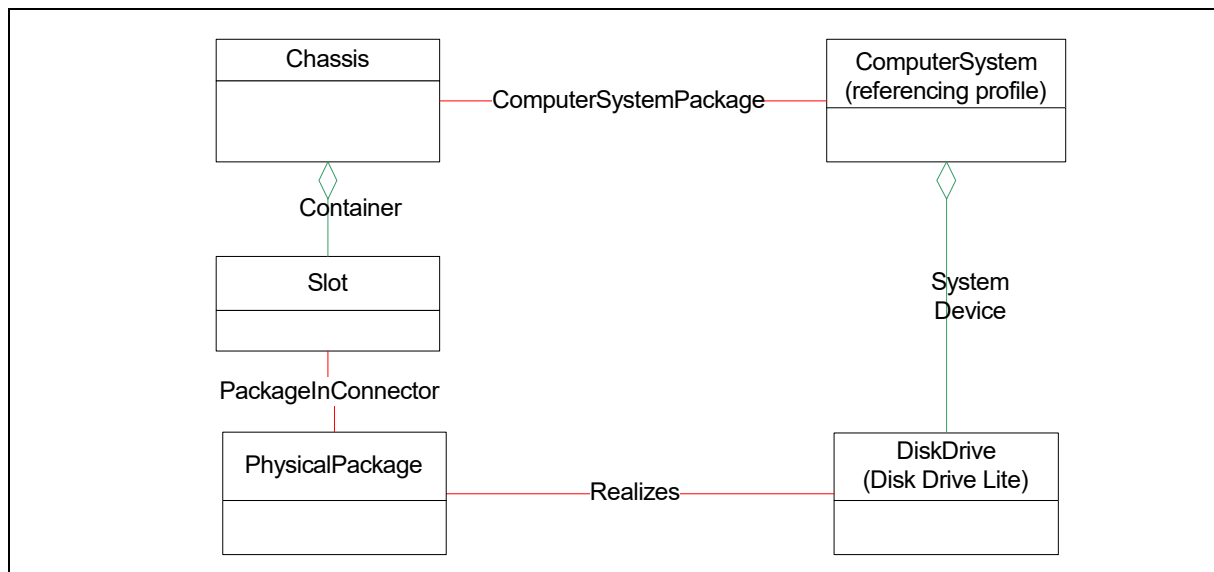 Chassis
ComputerSystem
(referencing profile)
ComputerSystemPackage
Container
Slot
System
Device
PackageInConnector
PhysicalPackage
DiskDrive
(Disk Drive Lite)
Realizes